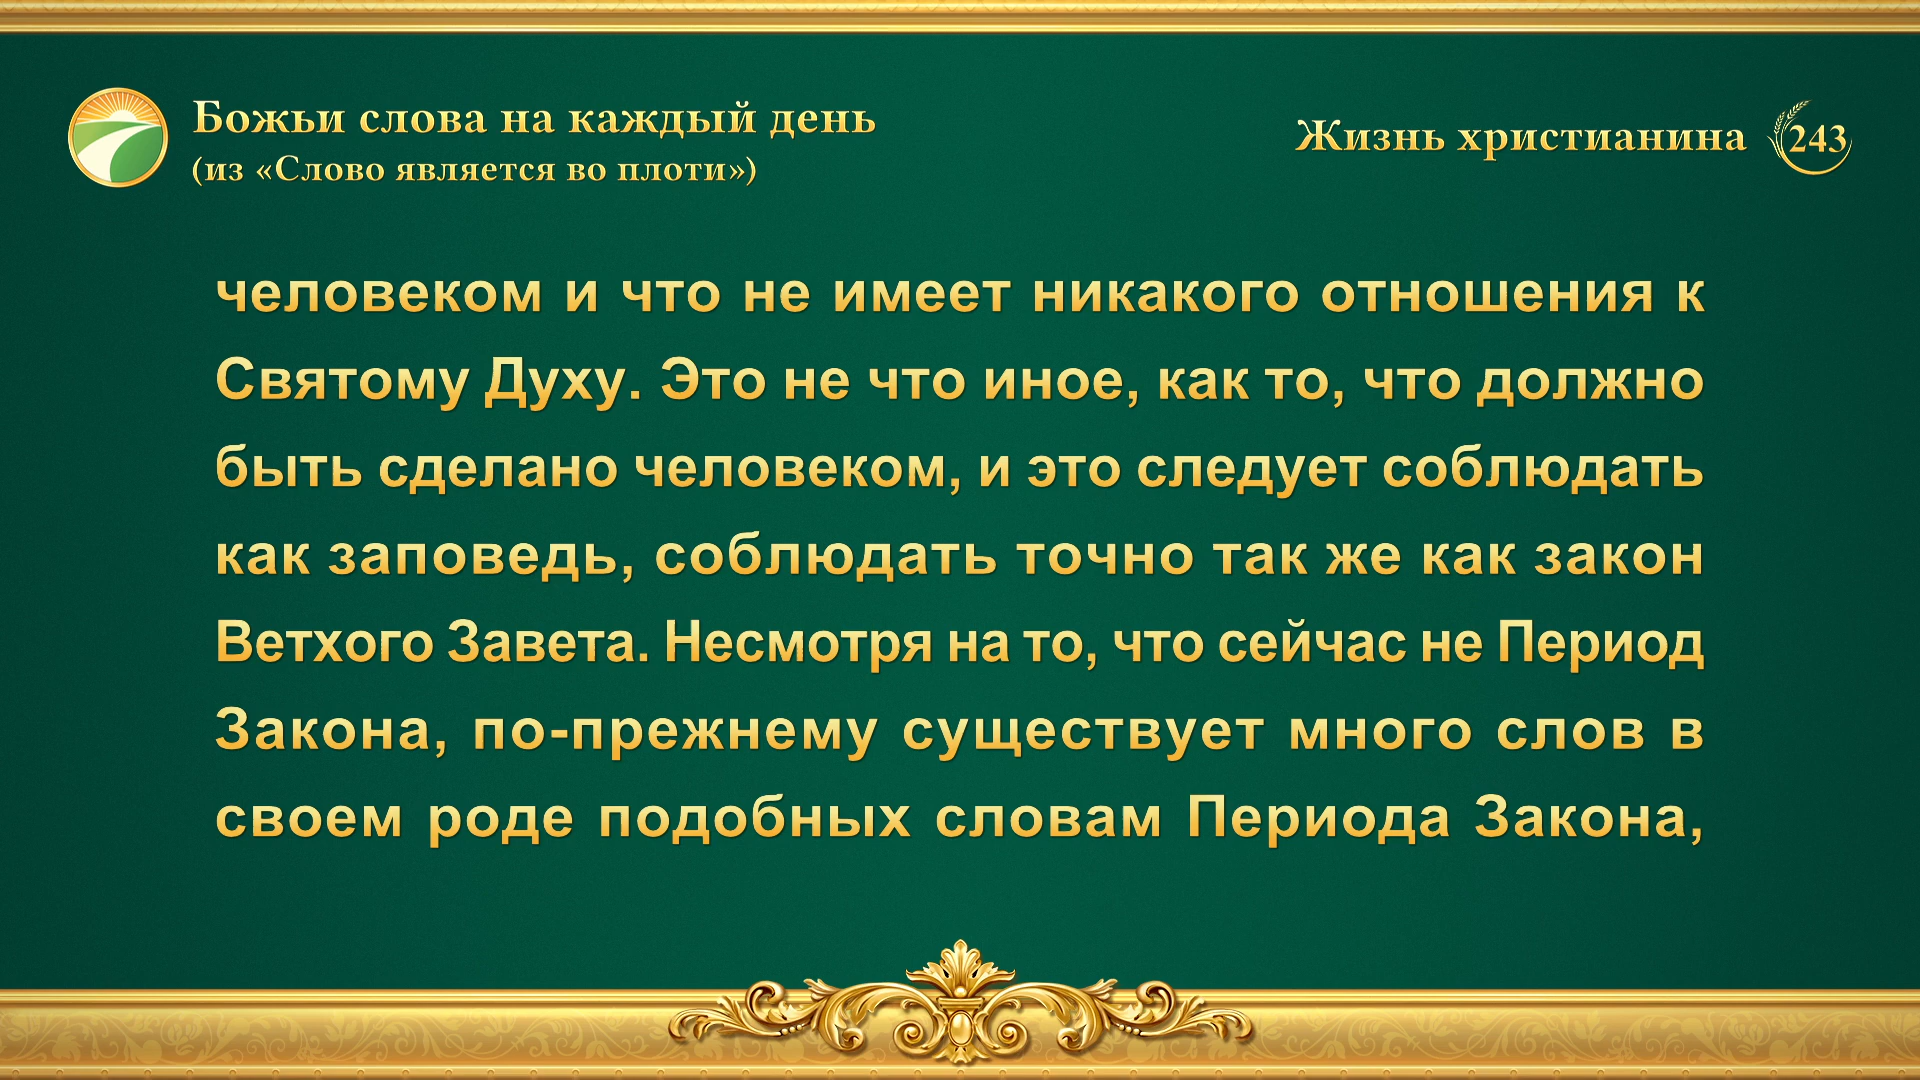 Божьи слова на каждый день
(из «Слово является во плоти»)
Жизнь христианина 243
человеком и что не имеет никакого отношения к
Святому Духу. Это не что иное, как то, что должно
быть сделано человеком, и это следует соблюдать
как заповедь, соблюдать точно так же как закон
Ветхого Завета. Несмотря на то, что сейчас не Период
Закона, по-прежнему существует много слов в
своем роде подобных словам Периода Закона,